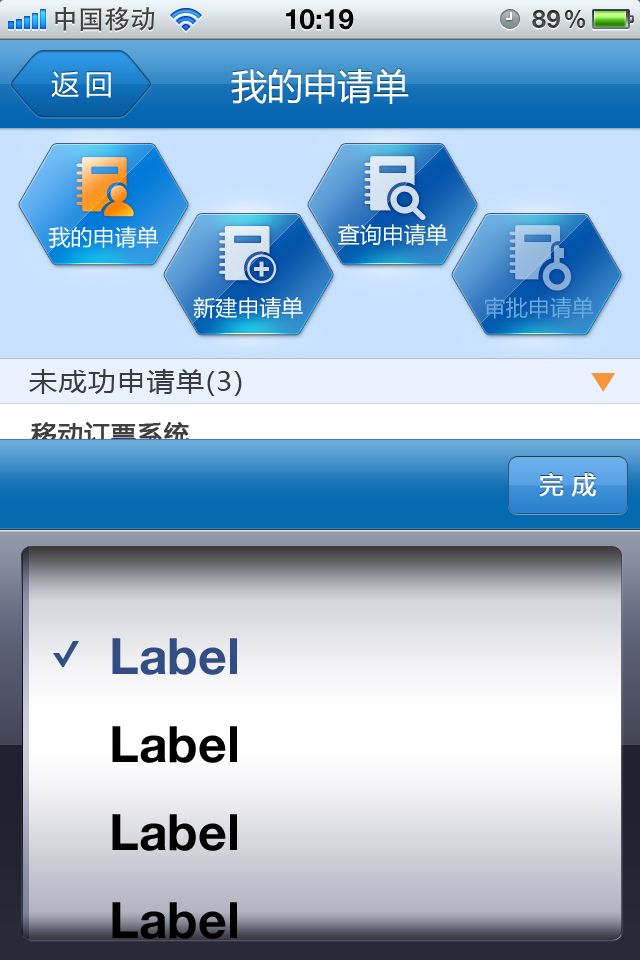 中国移动 10:19 89%
返回 我的申请单
我的申请单 查询申请单
新建申请单 审批申请单
未成功申请单(3)
移动订票系统
完成
Label
Label
Label
Label